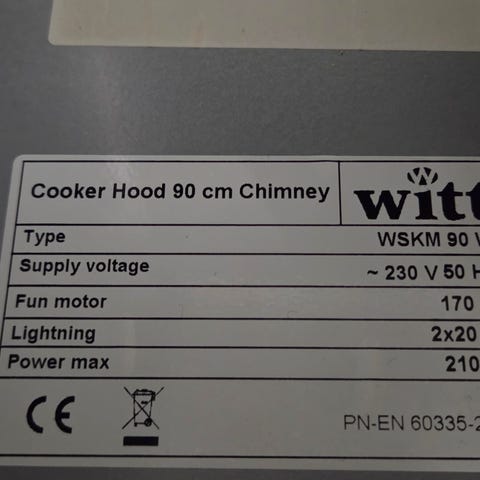 Cooker Hood 90 cm Chimney
witt
Type WSKM 90
Supply voltage ~ 230 V 50
Fun motor 170
Lightning 2x20
Power max 210
CE
PN-EN 60335-2